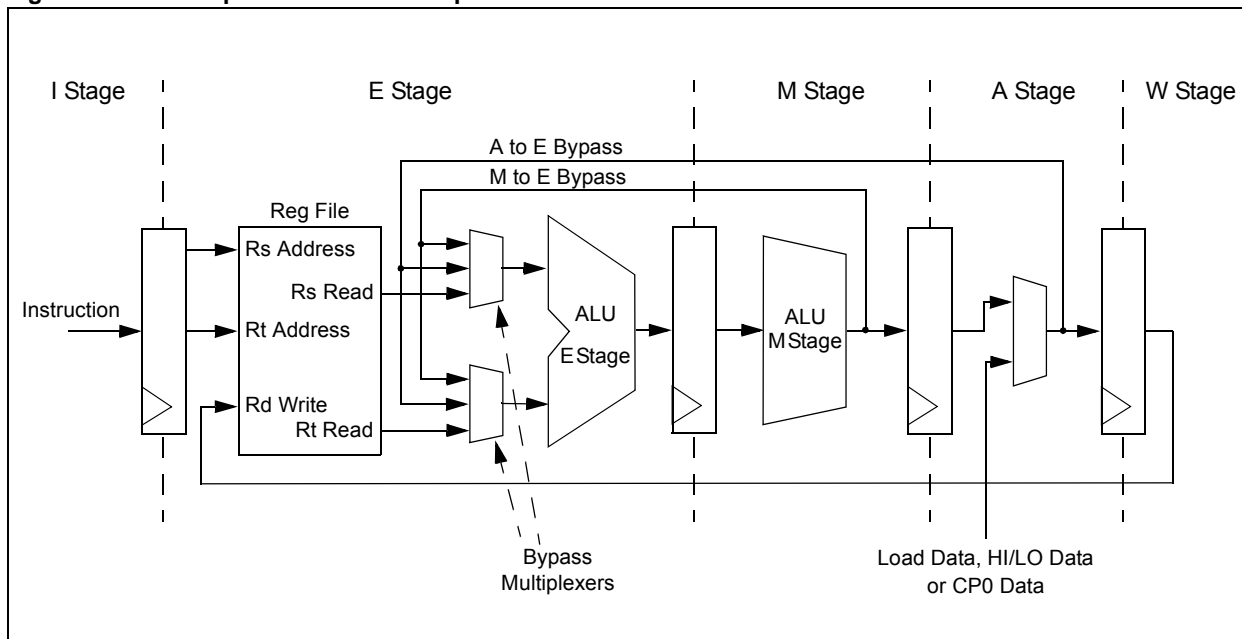 I Stage
E Stage
M Stage
A Stage
W Stage
A to E Bypass
M to E Bypass
Reg File
Rs Address
Rs Read
Instruction
Rt Address
Rd Write
Rt Read
ALU
E Stage
ALU
M Stage
Bypass
Multiplexers
Load Data, HI/LO Data
or CP0 Data